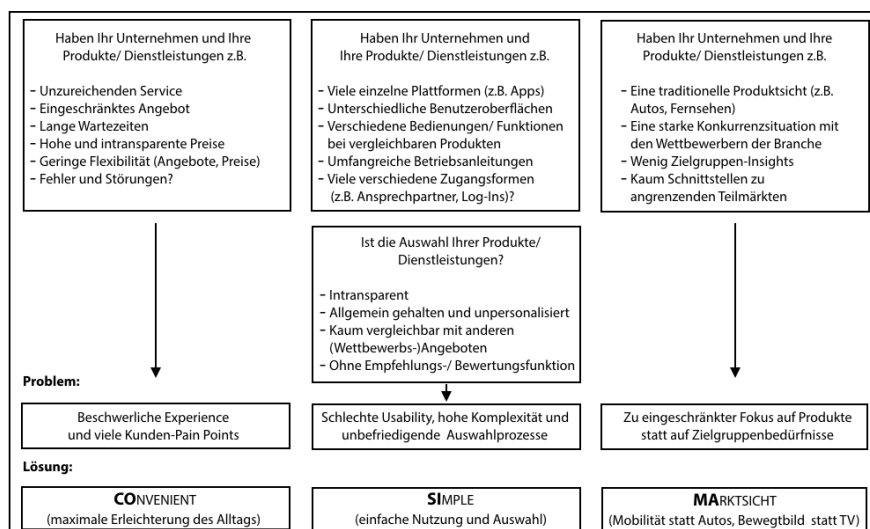 Haben Ihr Unternehmen und Ihre
Produkte/ Dienstleistungen z.B.
– Unzureichenden Service
– Eingeschränktes Angebot
– Lange Wartezeiten
– Hohe und intransparente Preise
– Geringe Flexibilität (Angebote, Preise)
– Fehler und Störungen?
Haben Ihr Unternehmen und
Ihre Produkte/ Dienstleistungen z.B.
– Viele einzelne Plattformen (z.B. Apps)
– Unterschiedliche Benutzeroberflächen
– Verschiedene Bedienungen/ Funktionen
bei vergleichbaren Produkten
– Umfangreiche Betriebsanleitungen
– Viele verschiedene Zugangsformen
(z.B. Ansprechpartner, Log-Ins)?
Haben Ihr Unternehmen und Ihre
Produkte/ Dienstleistungen z.B.
– Eine traditionelle Produktsicht (z.B.
Autos, Fernsehen)
– Eine starke Konkurrenzsituation mit
den Wettbewerbern der Branche
– Wenig Zielgruppen-Insights
– Kaum Schnittstellen zu
angrenzenden Teilmärkten
Ist die Auswahl Ihrer Produkte/
Dienstleistungen?
– Intransparent
– Allgemein gehalten und unpersonalisiert
– Kaum vergleichbar mit anderen
(Wettbewerbs-)Angeboten
– Ohne Empfehlungs-/ Bewertungsfunktion
Problem:
Beschwerliche Experience
und viele Kunden-Pain Points
Schlechte Usability, hohe Komplexität und
unbefriedigende Auswahlprozesse
Zu eingeschränkter Fokus auf Produkte
statt auf Zielgruppenbedürfnisse
Lösung:
CONVENIENT
(maximale Erleichterung des Alltags)
SIMPLE
(einfache Nutzung und Auswahl)
MARKTSICHT
(Mobilität statt Autos, Bewegtbild statt TV)